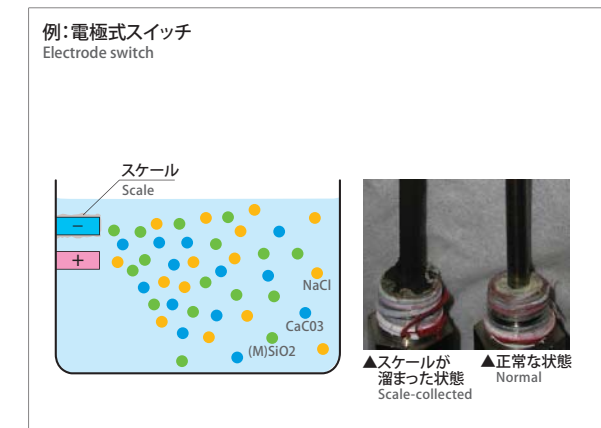 例：電極式スイッチ
Electrode switch
スケール
Scale
−
+
NaCl
CaC03
(M)SiO2
▲スケールが
溜まった状態
Scale-collected
▲正常な状態
Normal